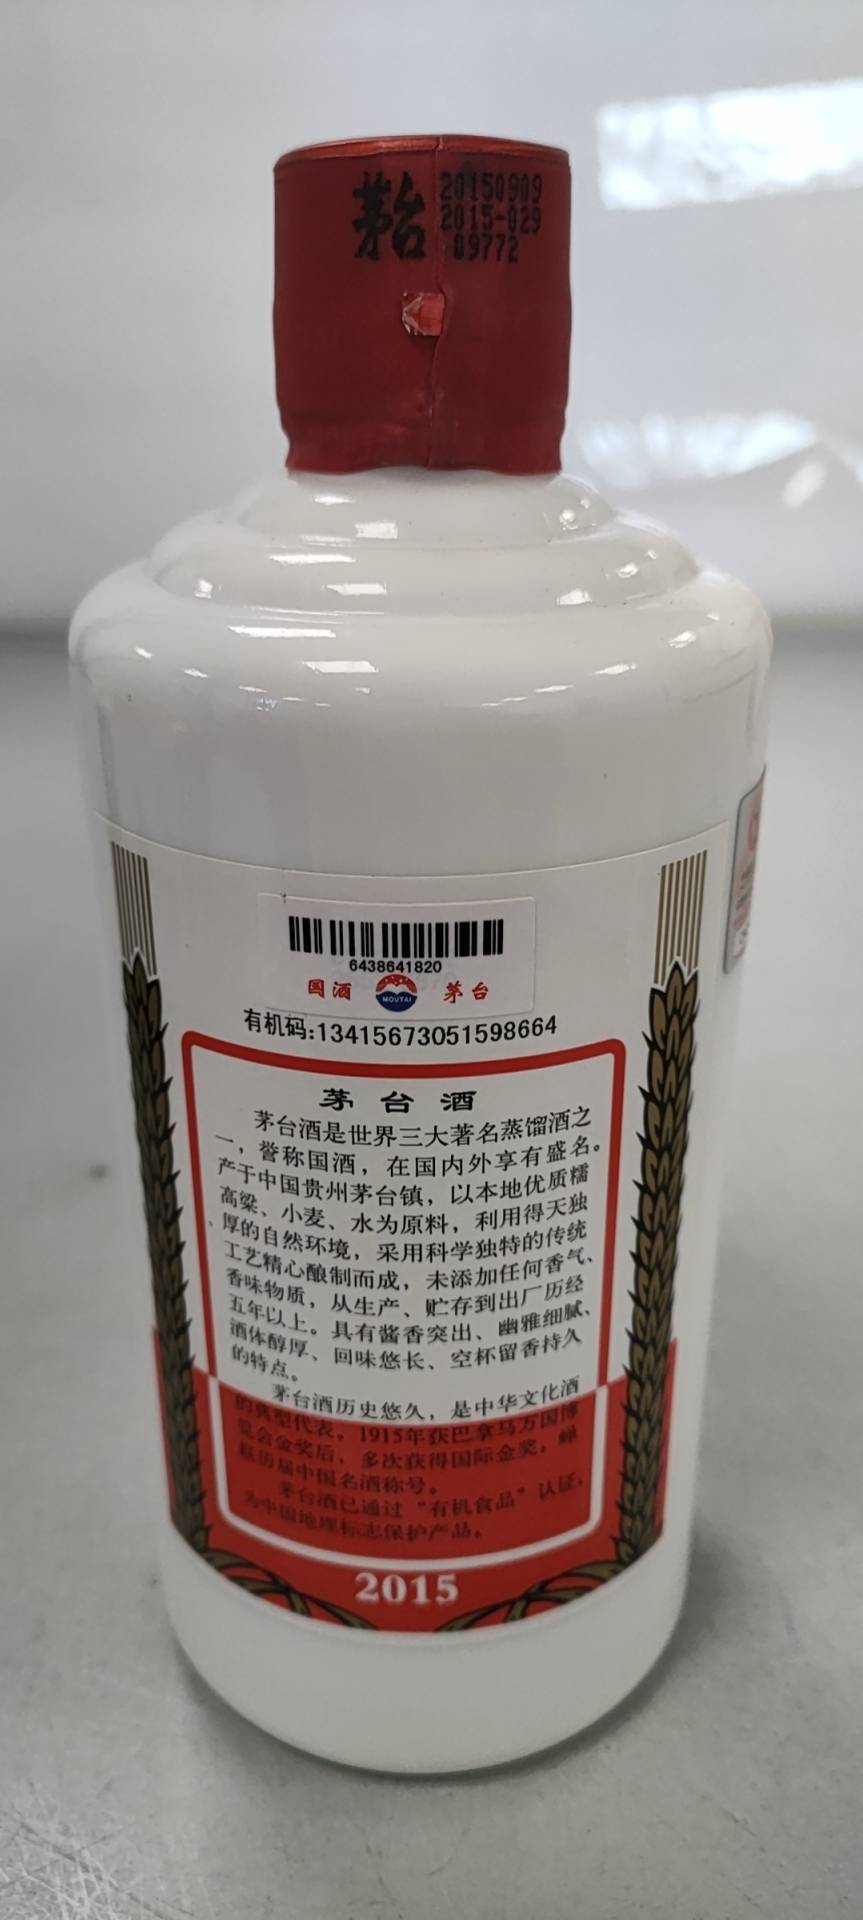 茅台
20150909
2015-029
09772
6438641820
国酒 MOUTAI 茅台
有机码:13415673051598664
茅台酒
茅台酒是世界三大著名蒸馏酒之
一，誉称国酒，在国内外享有盛名。
产于中国贵州茅台镇，以本地优质糯
高粱、小麦、水为原料，利用得天独
厚的自然环境，采用科学独特的传统
工艺精心酿制而成，未添加任何香气、
香味物质，从生产、贮存到出厂历经
五年以上。具有酱香突出、幽雅细腻、
酒体醇厚、回味悠长、空杯留香持久
的特点。
茅台酒历史悠久，是中华文化酒
的典型代表。1915年获巴拿马万国博
览会金奖后，多次获得国际金奖，蝉
联历届中国名酒称号。
茅台酒已通过“有机食品”认证，
为中国地理标志保护产品。
2015